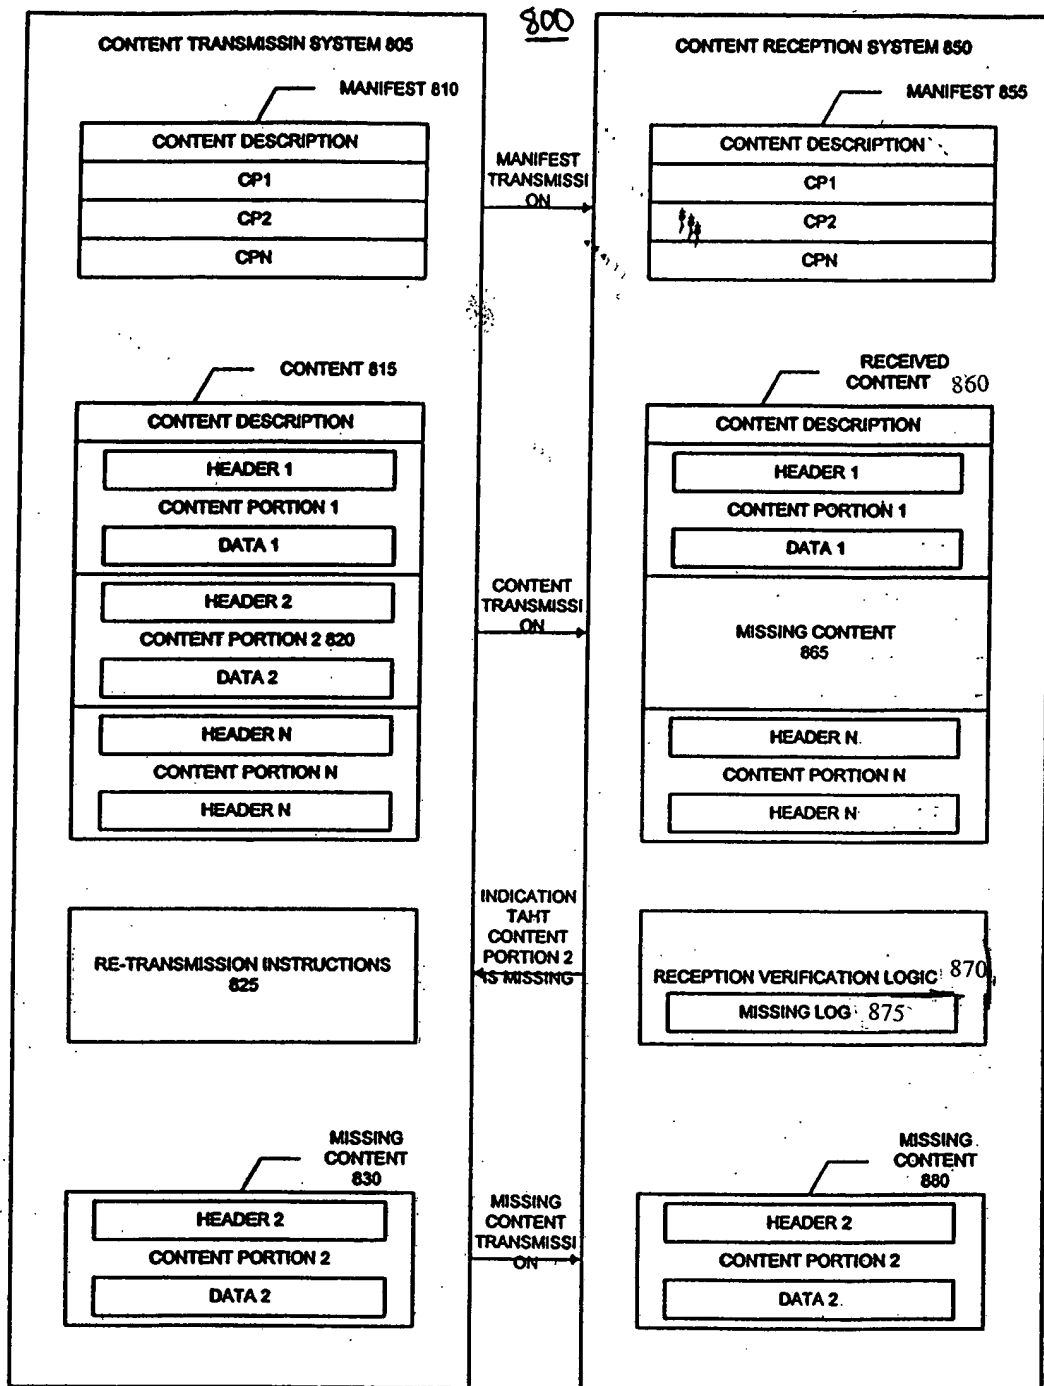 800
CONTENT TRANSMISSIN SYSTEM 805
MANIFEST 810
CONTENT DESCRIPTION
CP1
CP2
CPN
MANIFEST
TRANSMISSI
ON
CONTENT RECEPTION SYSTEM 850
MANIFEST 855
CONTENT DESCRIPTION
CP1
CP2
CPN
CONTENT 815
CONTENT DESCRIPTION
HEADER 1
CONTENT PORTION 1
DATA 1
HEADER 2
CONTENT PORTION 2 820
DATA 2
HEADER N
CONTENT PORTION N
HEADER N
CONTENT
TRANSMISSI
ON
RECEIVED
CONTENT 860
CONTENT DESCRIPTION
HEADER 1
CONTENT PORTION 1
DATA 1
MISSING CONTENT
865
HEADER N
CONTENT PORTION N
HEADER N
RE-TRANSMISSION INSTRUCTIONS
825
INDICATION
TAHT
CONTENT
PORTION 2
IS MISSING
RECEPTION VERIFICATION LOGIC 870
MISSING LOG 875
MISSING
CONTENT
830
HEADER 2
CONTENT PORTION 2
DATA 2
MISSING
CONTENT
TRANSMISSI
ON
MISSING
CONTENT
880
HEADER 2
CONTENT PORTION 2
DATA 2